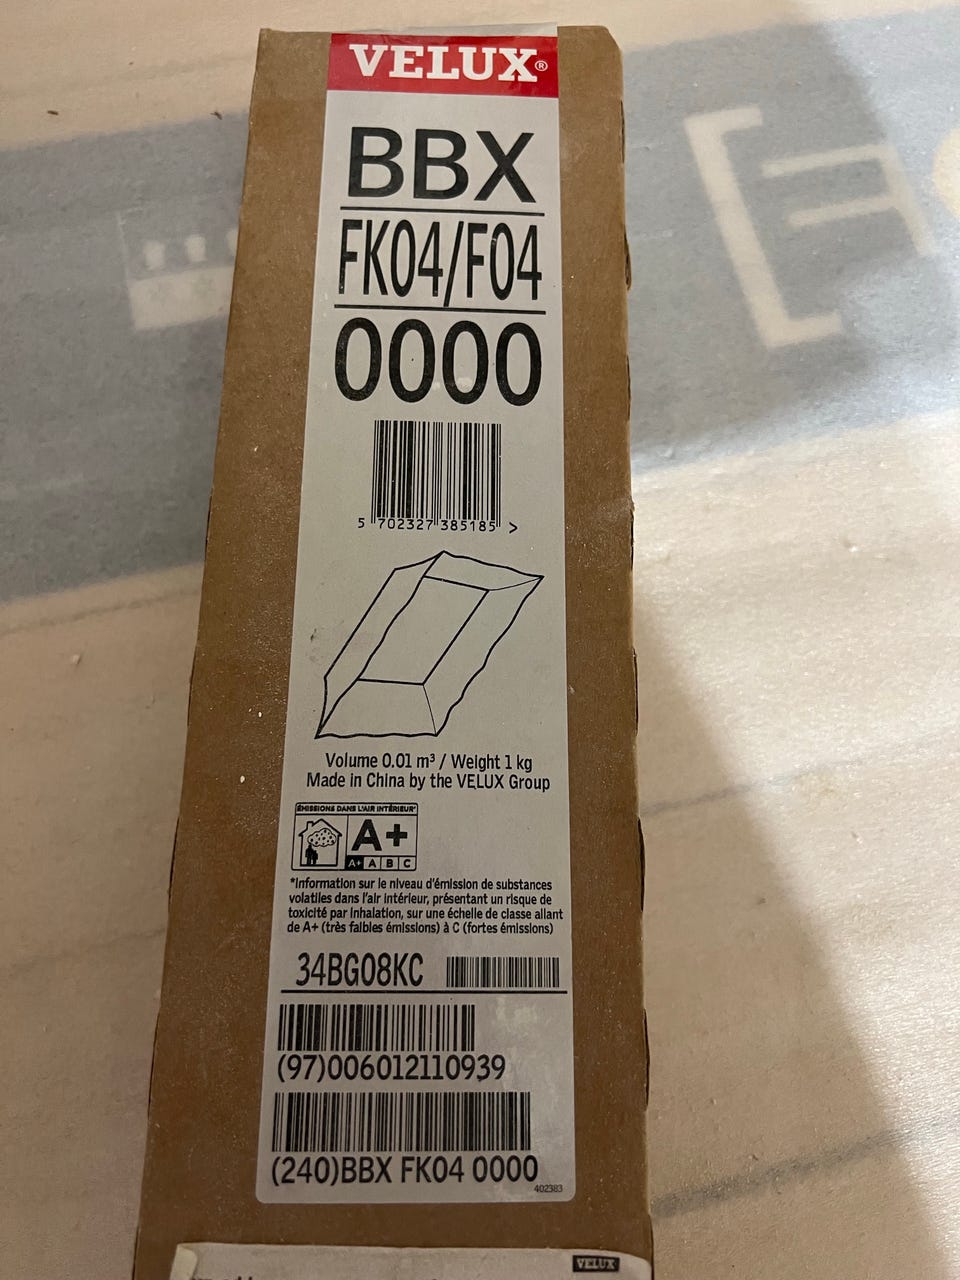 VELUX®
BBX
FK04/F04
0000
5 702327 385185 >
Volume 0.01 m³ / Weight 1 kg
Made in China by the VELUX Group
ÉMISSIONS DANS L'AIR INTÉRIEUR*
A+
A+ A B C
*Information sur le niveau d'émission de substances
volatiles dans l'air intérieur, présentant un risque de
toxicité par inhalation, sur une échelle de classe allant
de A+ (très faibles émissions) à C (fortes émissions)
34BG08KC
(97)006012110939
(240)BBX FK04 0000
402383
VELUX